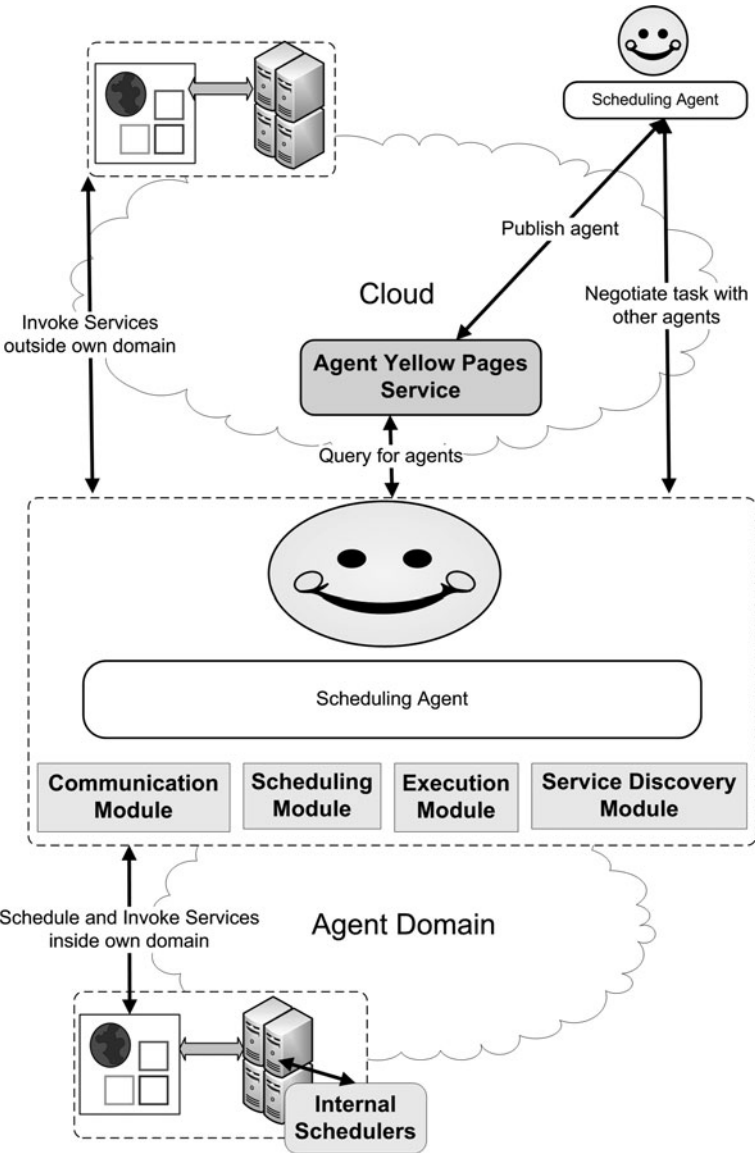 Scheduling Agent
Publish agent
Cloud
Negotiate task with
other agents
Invoke Services
outside own domain
Agent Yellow Pages
Service
Query for agents
Scheduling Agent
Communication
Module
Scheduling
Module
Execution
Module
Service Discovery
Module
Schedule and Invoke Services
inside own domain
Agent Domain
Internal
Schedulers